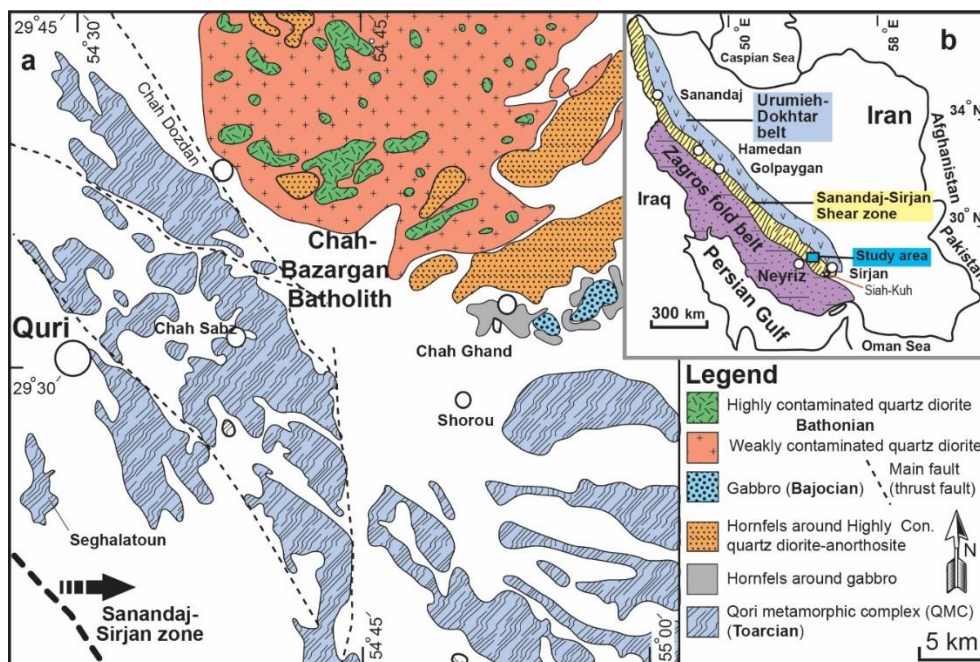 29°45
54°30
54°45
a
Chah Dozdan
Chah-
Bazargan
Batholith
Quri
Chah Sabz
29°30
Chah Ghand
Shorou
Seghalatoun
Sanandaj-
Sirjan zone
54°45
55°00
b
50°E
58°E
Caspian Sea
Iran
34°N
Sanandaj
Urumieh-
Dokhtar
belt
Hamedan
Golpaygan
Afghanistan
Zagros fold belt
Iraq
Sanandaj-Sirjan
Shear zone
30°N
Pakistan
Study area
Neyriz
Sirjan
Siah-Kuh
Persian Gulf
300 km
Oman Sea
Legend
Highly contaminated quartz diorite
Bathonian
Weakly contaminated quartz diorite
Gabbro (Bajocian)
Main fault
(thrust fault)
Hornfels around Highly Con.
quartz diorite-anorthosite
N
Hornfels around gabbro
Qori metamorphic complex (QMC)
(Toarcian)
5 km